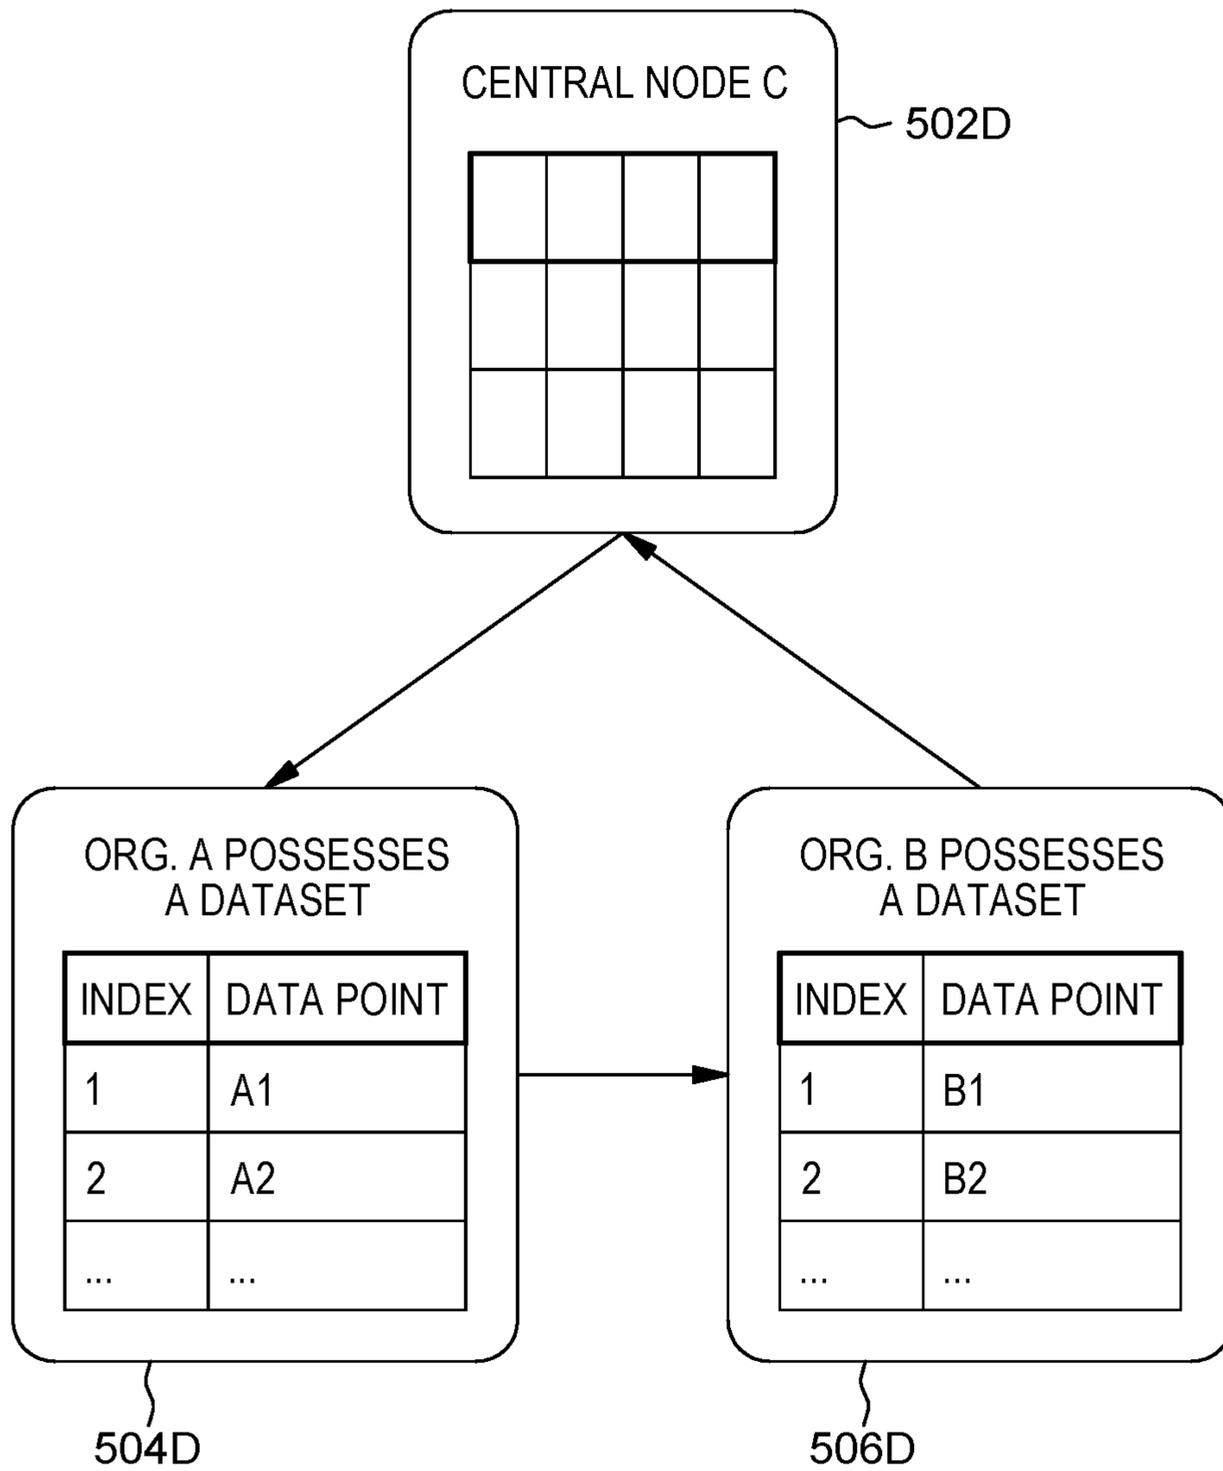 CENTRAL NODE C
502D
ORG. A POSSESSES
A DATASET
INDEX DATA POINT
1 A1
2 A2
... ...
504D
ORG. B POSSESSES
A DATASET
INDEX DATA POINT
1 B1
2 B2
... ...
506D